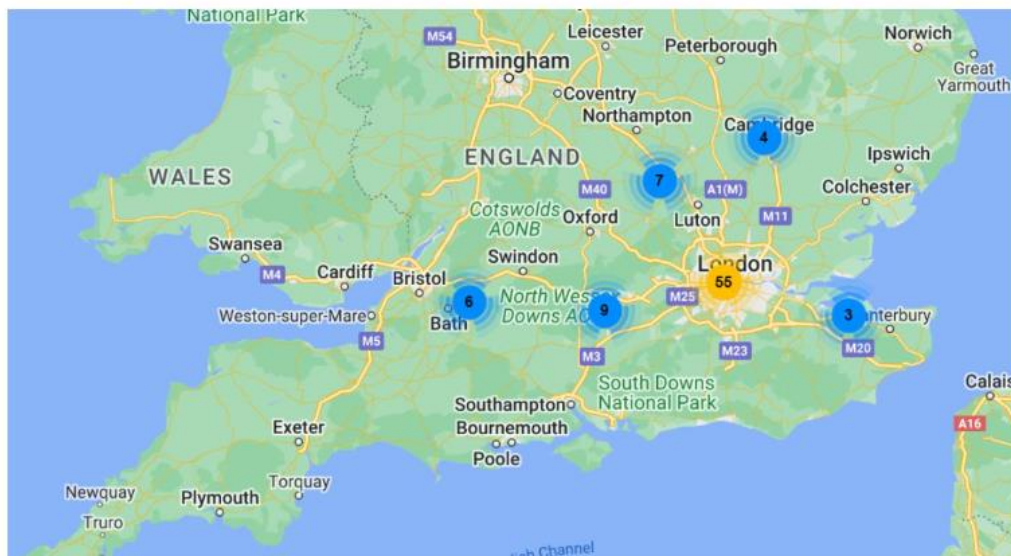 National Park
M54
Leicester
Peterborough
Norwich
Great
Yarmouth
Birmingham
Coventry
Northampton
Cambridge
4
Ipswich
ENGLAND
WALES
7
M40
A1(M)
Colchester
Cotswolds
AONB
Oxford
Luton
M11
Swansea
M4
Cardiff
Bristol
Swindon
London
55
M25
6
North Wessex
Downs AONB
9
3
Canterbury
Weston-super-Mare
Bath
M5
M3
M23
M20
South Downs
National Park
Calais
Southampton
A16
Exeter
Bournemouth
Poole
Newquay
Plymouth
Torquay
Truro
English Channel